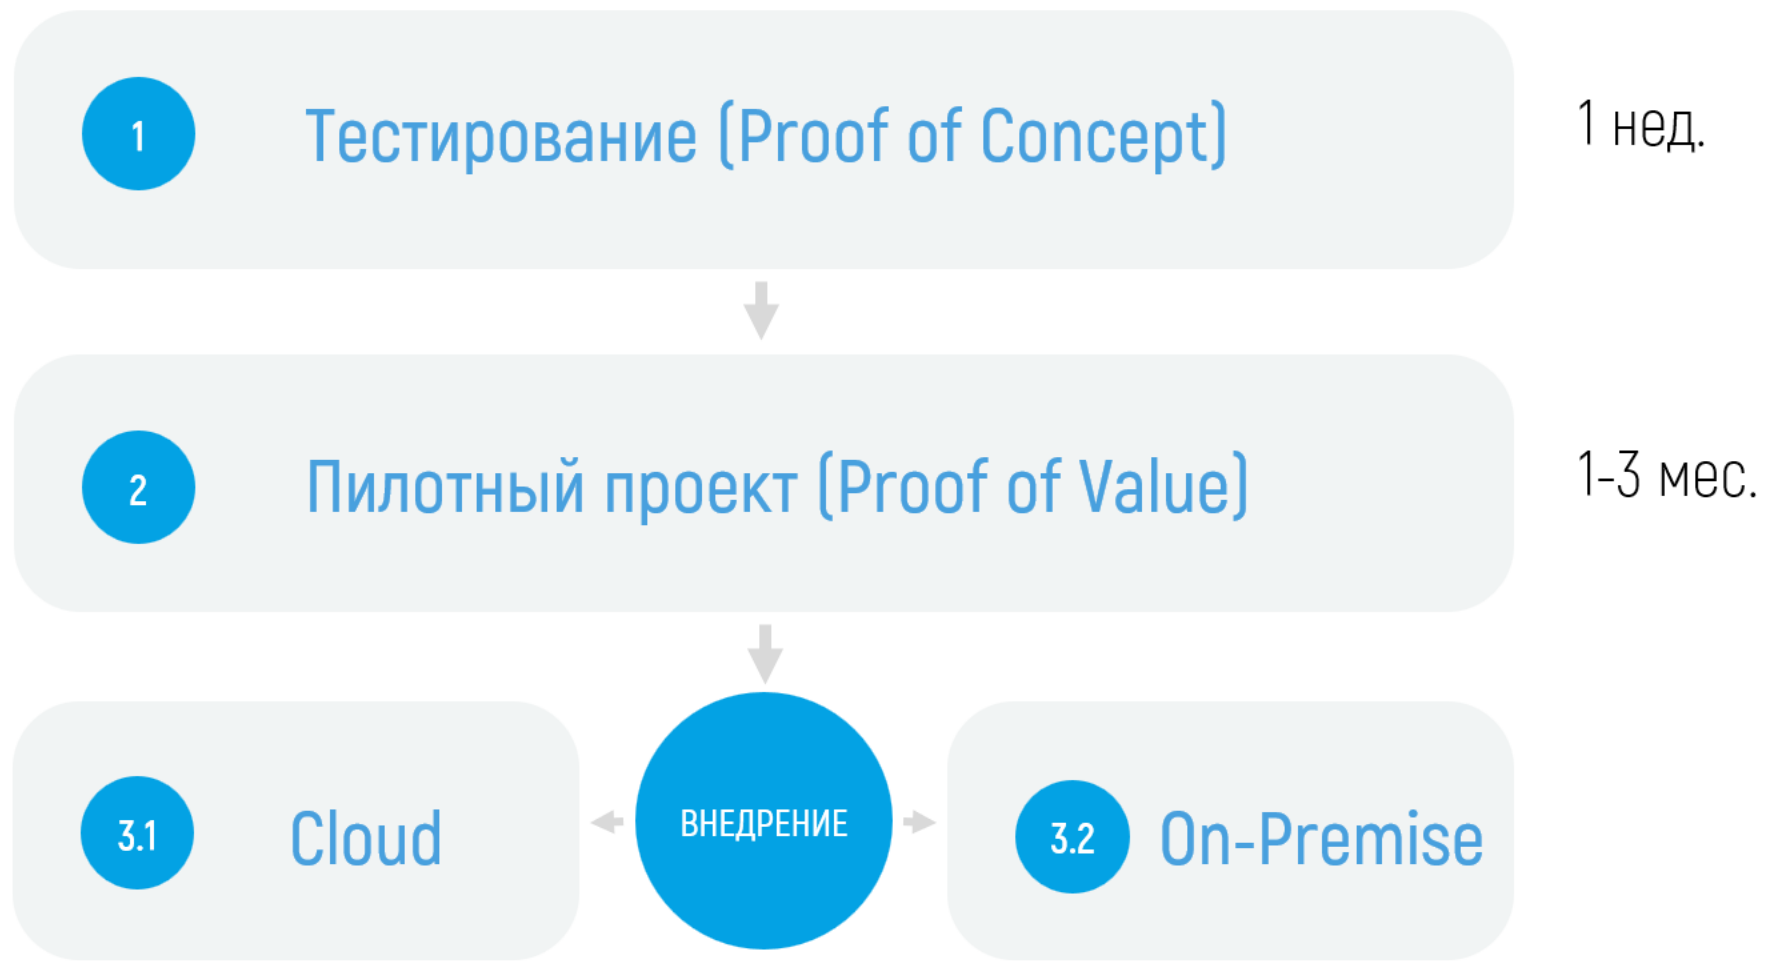 1
Тестирование (Proof of Concept)
1 нед.
2
Пилотный проект (Proof of Value)
1-3 мес.
3.1
Cloud
ВНЕДРЕНИЕ
3.2
On-Premise